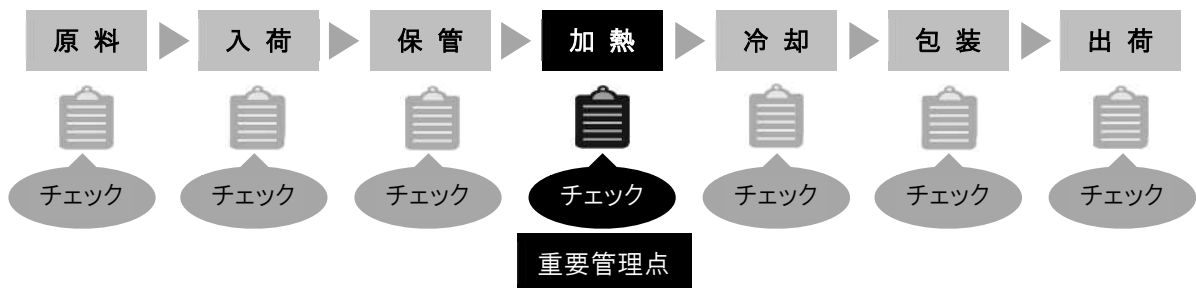 原料 入荷 保管 加熱 冷却 包装 出荷
チェック チェック チェック チェック チェック チェック チェック
重要管理点